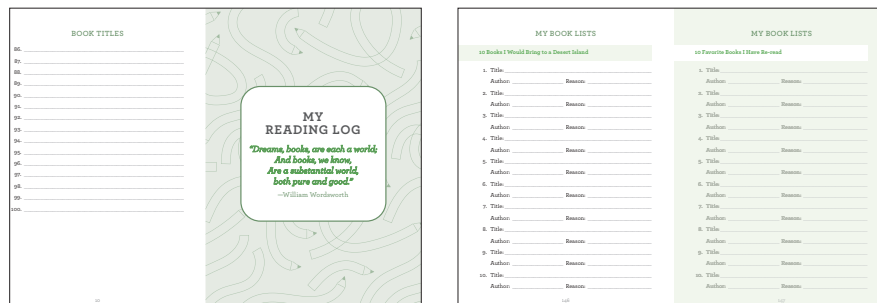 BOOK TITLES
86.
87.
88.
89.
90.
91.
92.
93.
94.
95.
96.
97.
98.
99.
100.
MY
READING LOG
"Dreams, books, are each a world;
And books, we know,
Are a substantial world,
both pure and good."
—William Wordsworth
MY BOOK LISTS
10 Books I Would Bring to a Desert Island
1. Title:
Author: Reason:
2. Title:
Author: Reason:
3. Title:
Author: Reason:
4. Title:
Author: Reason:
5. Title:
Author: Reason:
6. Title:
Author: Reason:
7. Title:
Author: Reason:
8. Title:
Author: Reason:
9. Title:
Author: Reason:
10. Title:
Author: Reason:
MY BOOK LISTS
10 Favorite Books I Have Re-read
1. Title:
Author: Reason:
2. Title:
Author: Reason:
3. Title:
Author: Reason:
4. Title:
Author: Reason:
5. Title:
Author: Reason:
6. Title:
Author: Reason:
7. Title:
Author: Reason:
8. Title:
Author: Reason:
9. Title:
Author: Reason:
10. Title:
Author: Reason: